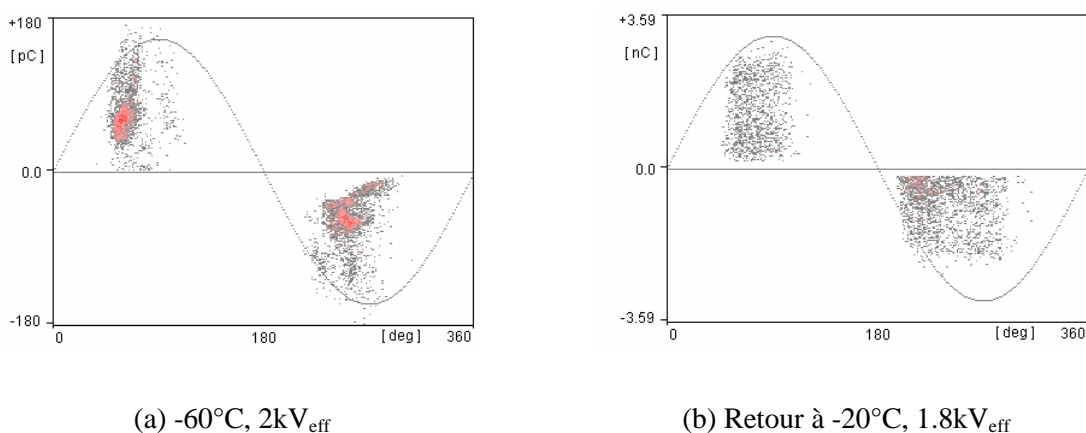 +180
[pC]
0.0
-180
0
180
[deg]
360
+3.59
[nC]
0.0
-3.59
0
180
[deg]
360
(a) -60°C, 2kVeff
(b) Retour à -20°C, 1.8kVeff